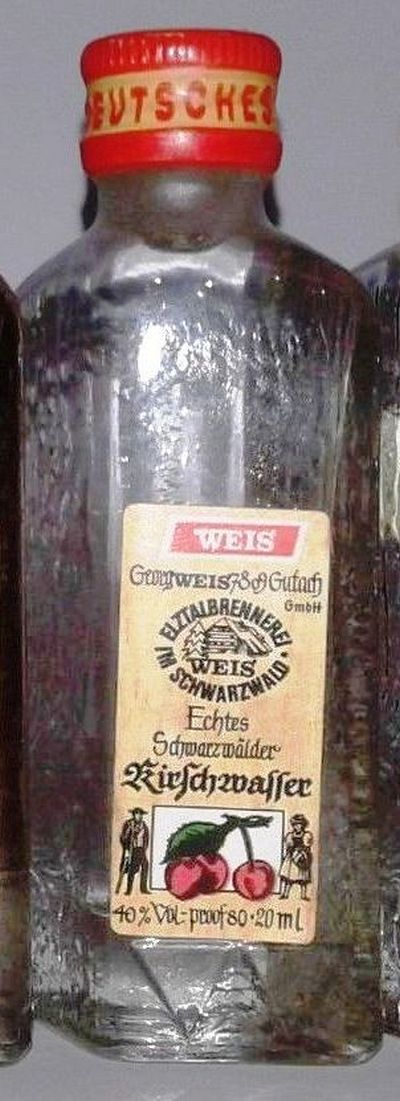 DEUTSCHES
WEIS
Georg WEIS 7809 Gutach
GmbH
ELZTALBRENNEREI
WEIS
IM SCHWARZWALD
Echtes
Schwarzwälder
Kirschwasser
40% Vol-proof 80·20 ml